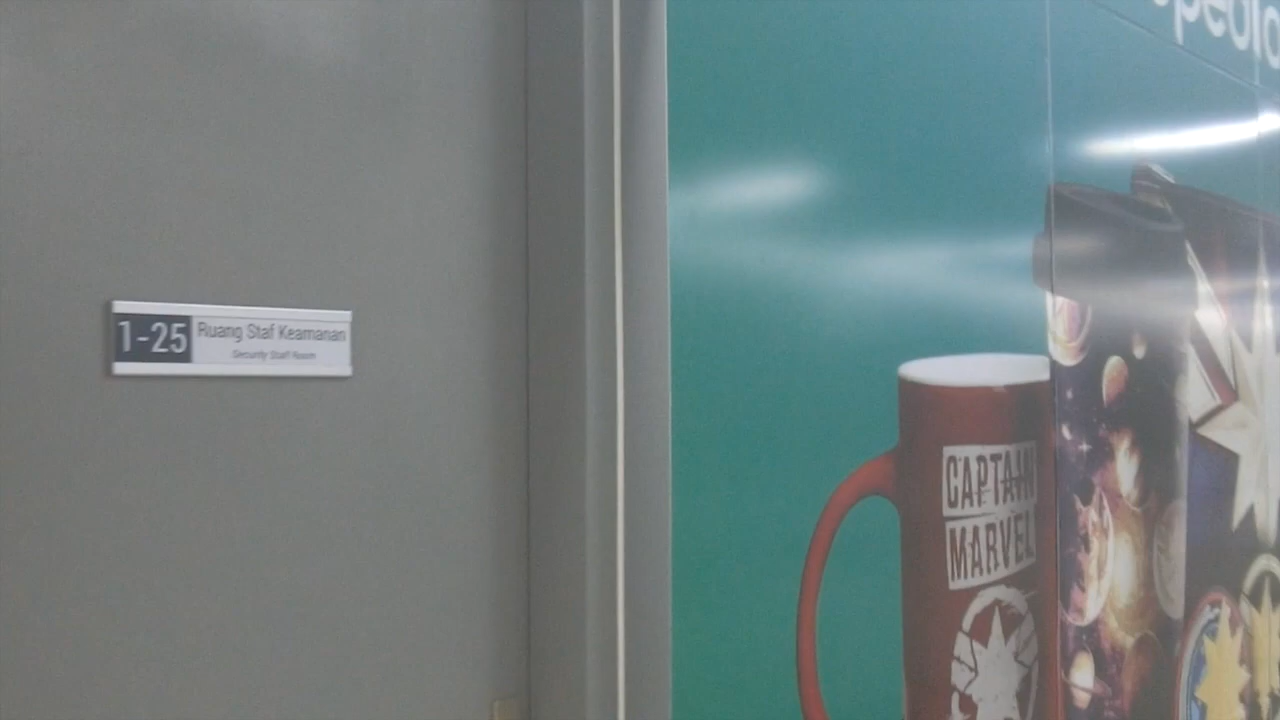 1-25
Ruang Staf Keamanan
Security Staff Room
CAPTAIN
MARVEL